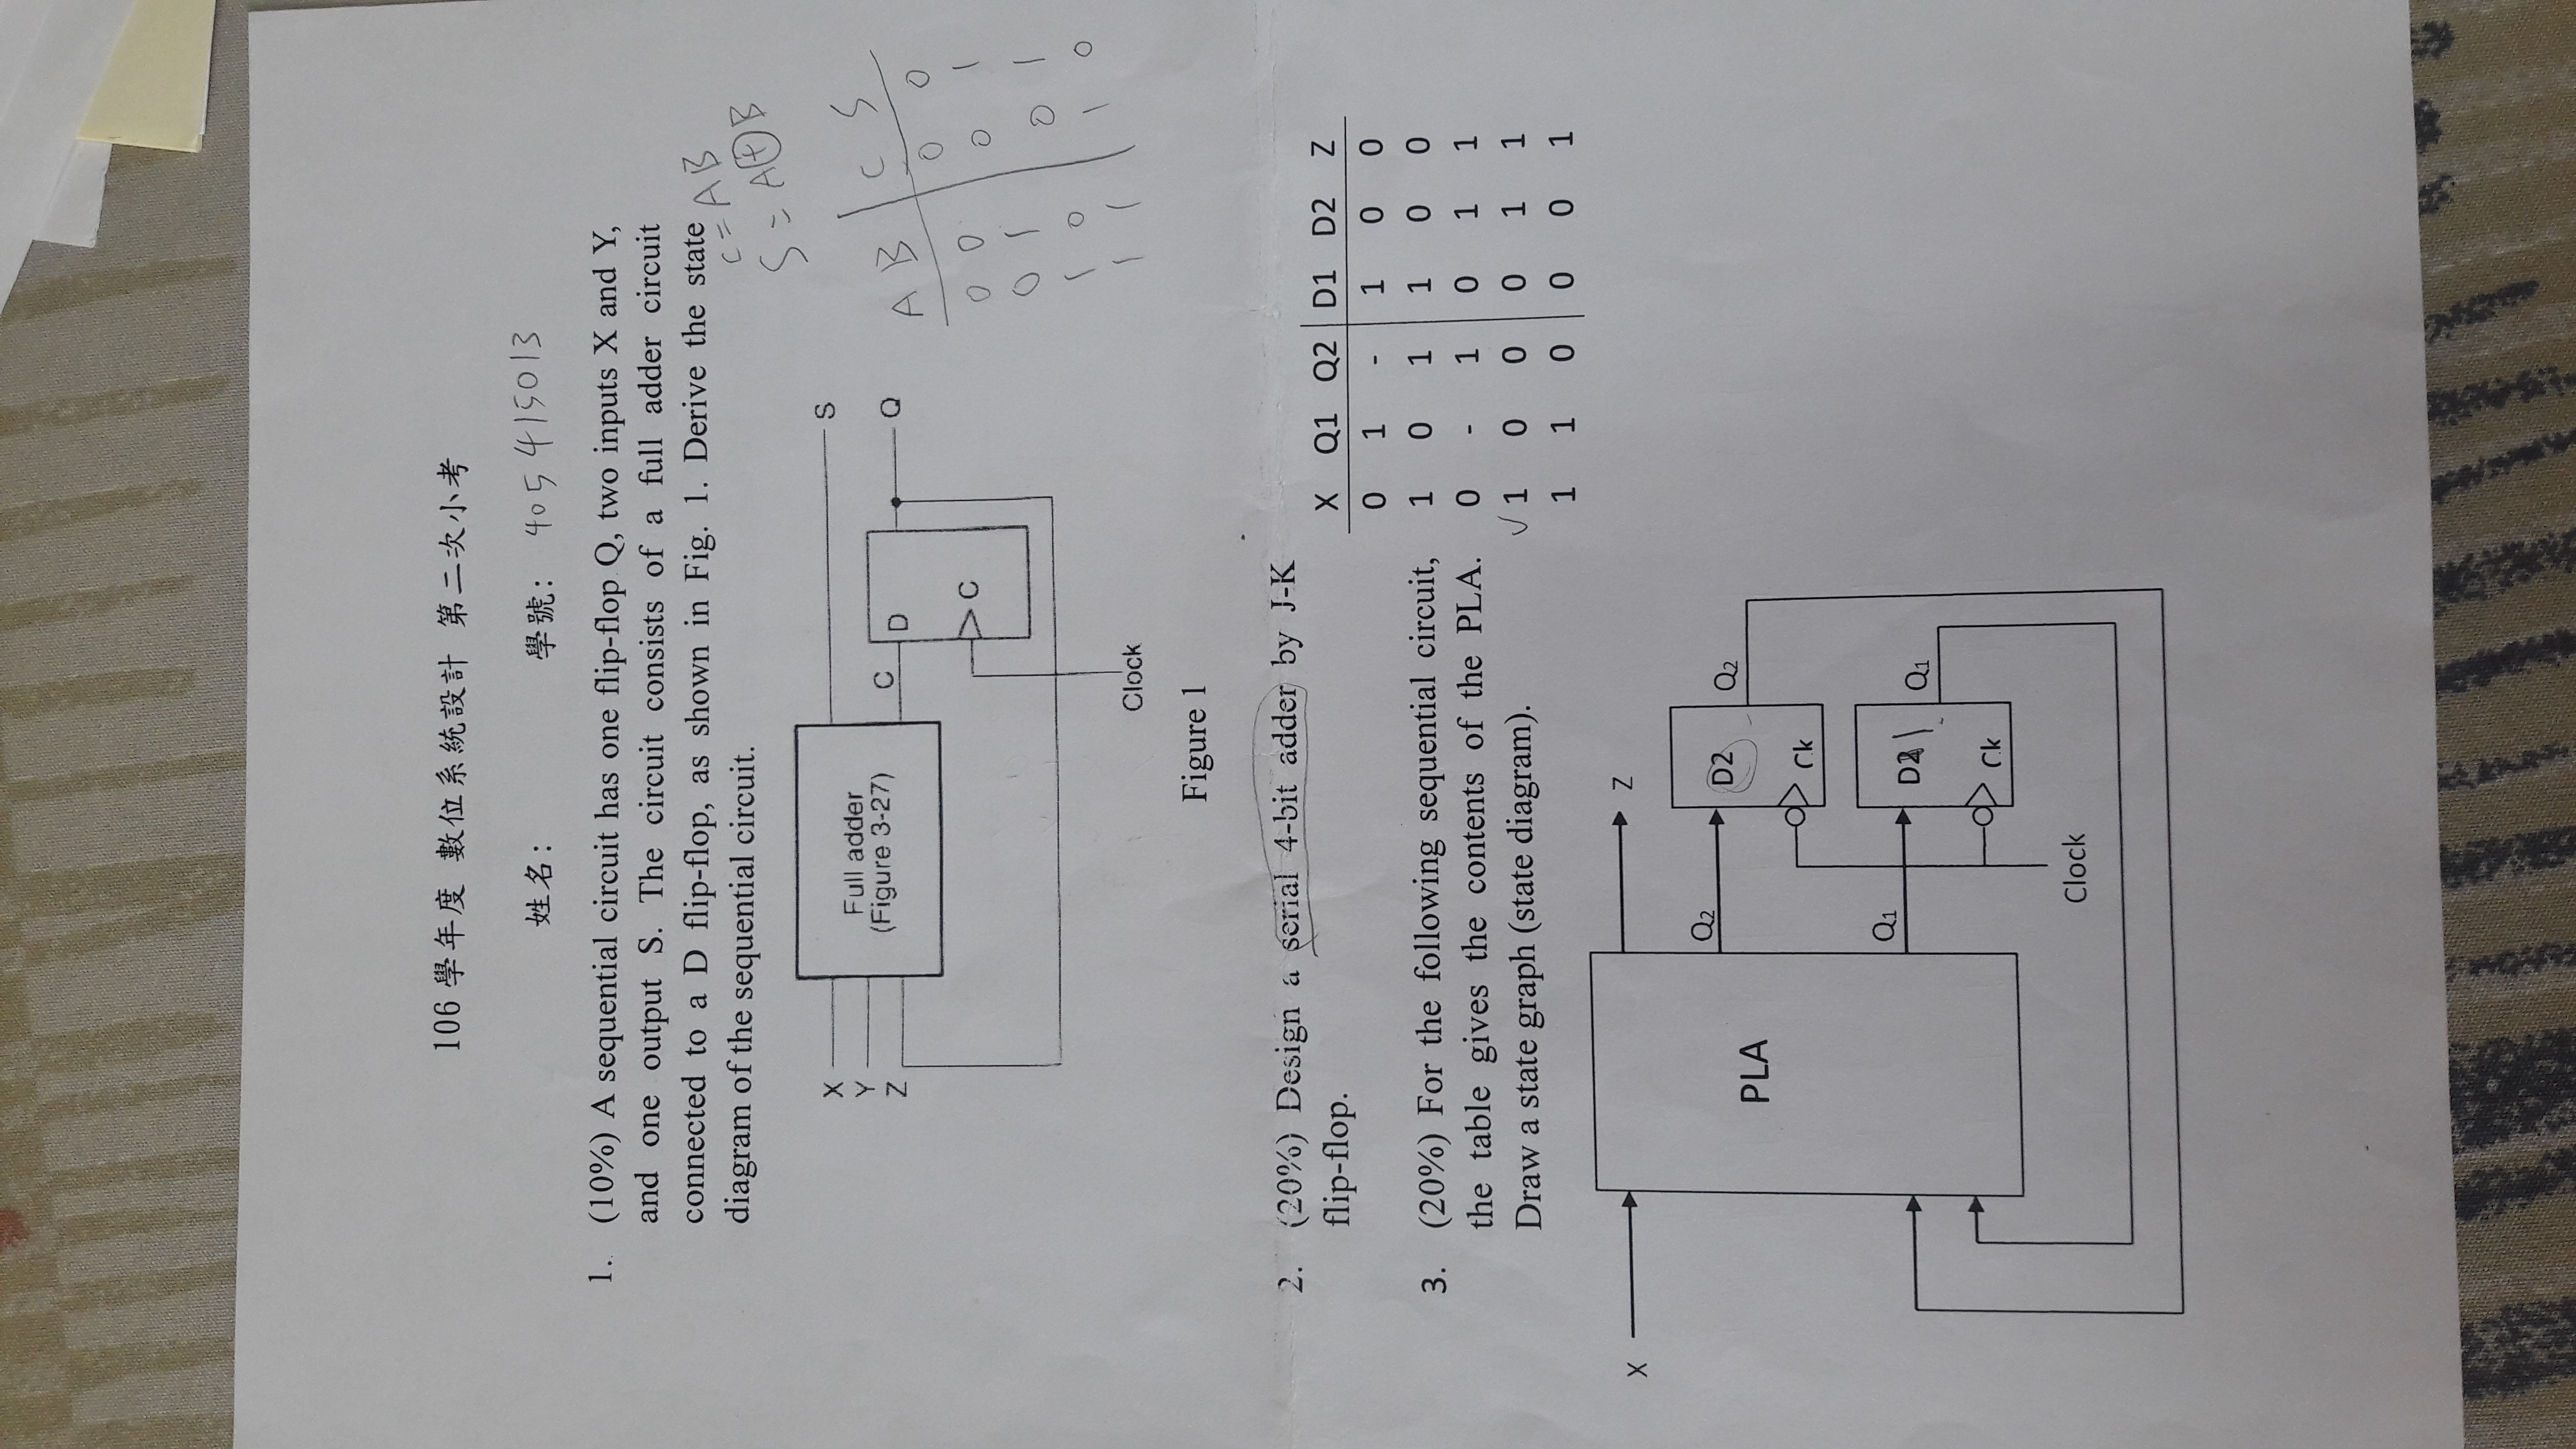 106 學年度 數位系統設計 第二次小考
姓名: 學號: 405415013
1. (10%) A sequential circuit has one flip-flop Q, two inputs X and Y,
and one output S. The circuit consists of a full adder circuit
connected to a D flip-flop, as shown in Fig. 1. Derive the state
diagram of the sequential circuit.
C = AB
S = A⊕B
X
Y
Z
Full adder
(Figure 3-27)
S
C
D
Q
C
Clock
A B C S
0 0 0 0
0 1 0 1
1 0 0 1
1 1 1 0
Figure 1
2. (20%) Design a serial 4-bit adder by J-K
flip-flop.
3. (20%) For the following sequential circuit,
the table gives the contents of the PLA.
Draw a state graph (state diagram).
X Q1 Q2 D1 D2 Z
0 1 - 1 0 0
1 0 1 1 0 0
0 - 1 0 1 1
✓ 1 0 0 0 1 1
1 1 0 0 0 1
X
PLA
Z
Q2
D2
Q2
Ck
Q1
D1
Q1
Ck
Clock